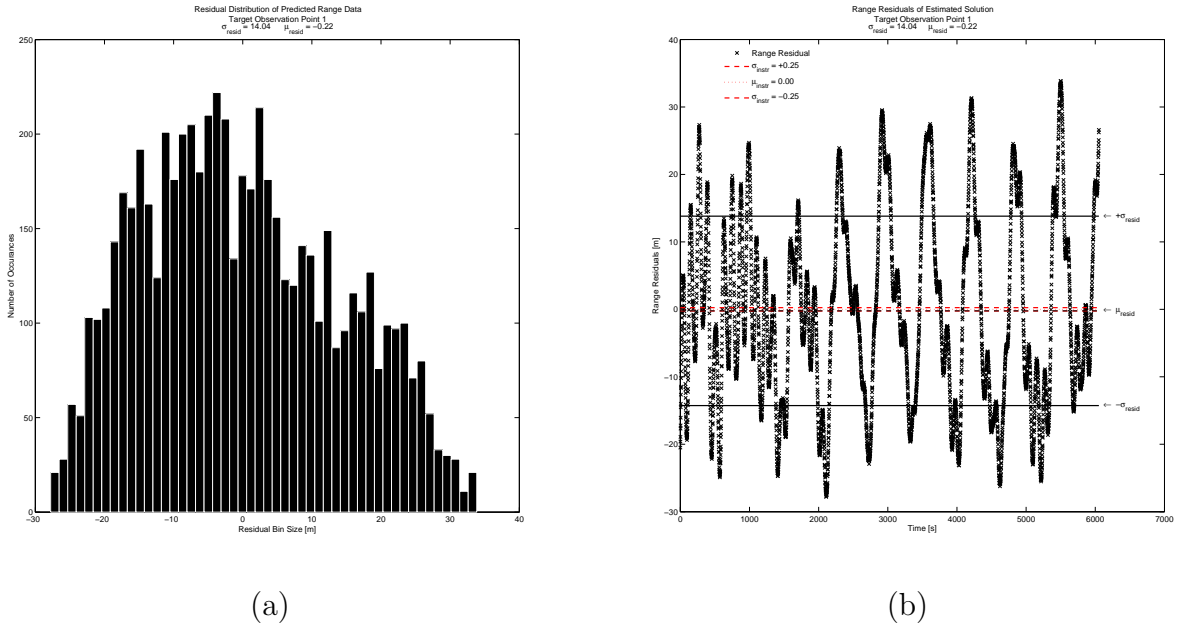 Residual Distribution of Predicted Range Data
Target Observation Point 1
σresid = 14.04 μresid = −0.22
250
200
150
100
50
0
Number of Occurances
−30 −20 −10 0 10 20 30 40
Residual Bin Size [m]
(a)
Range Residuals of Estimated Solution
Target Observation Point 1
σresid = 14.04 μresid = −0.22
Range Residual
σinstr = +0.25
μinstr = 0.00
σinstr = −0.25
40
30
20
10
0
−10
−20
−30
Range Residuals [m]
← +σresid
← μresid
← −σresid
0 1000 2000 3000 4000 5000 6000 7000
Time [s]
(b)